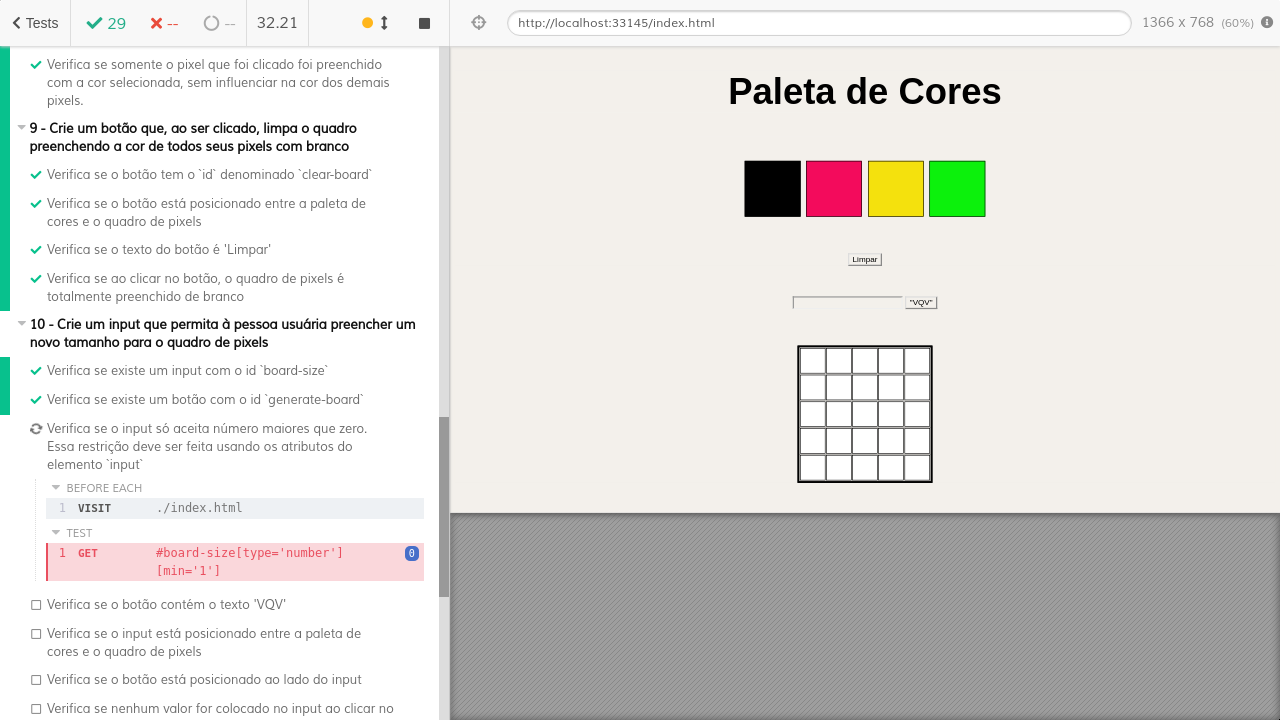 Tests
29
--
--
32.21
http://localhost:33145/index.html
1366 x 768 (60%)
Verifica se somente o pixel que foi clicado foi preenchido
com a cor selecionada, sem influenciar na cor dos demais
pixels.
9 - Crie um botão que, ao ser clicado, limpa o quadro
preenchendo a cor de todos seus pixels com branco
Verifica se o botão tem o `id` denominado `clear-board`
Verifica se o botão está posicionado entre a paleta de
cores e o quadro de pixels
Verifica se o texto do botão é 'Limpar'
Verifica se ao clicar no botão, o quadro de pixels é
totalmente preenchido de branco
10 - Crie um input que permita à pessoa usuária preencher um
novo tamanho para o quadro de pixels
Verifica se existe um input com o id `board-size`
Verifica se existe um botão com o id `generate-board`
Verifica se o input só aceita número maiores que zero.
Essa restrição deve ser feita usando os atributos do
elemento `input`
BEFORE EACH
1 VISIT ./index.html
TEST
1 GET #board-size[type='number'] 0
[min='1']
Verifica se o botão contém o texto 'VQV'
Verifica se o input está posicionado entre a paleta de
cores e o quadro de pixels
Verifica se o botão está posicionado ao lado do input
Verifica se nenhum valor for colocado no input ao clicar no
Paleta de Cores
Limpar
"VQV"